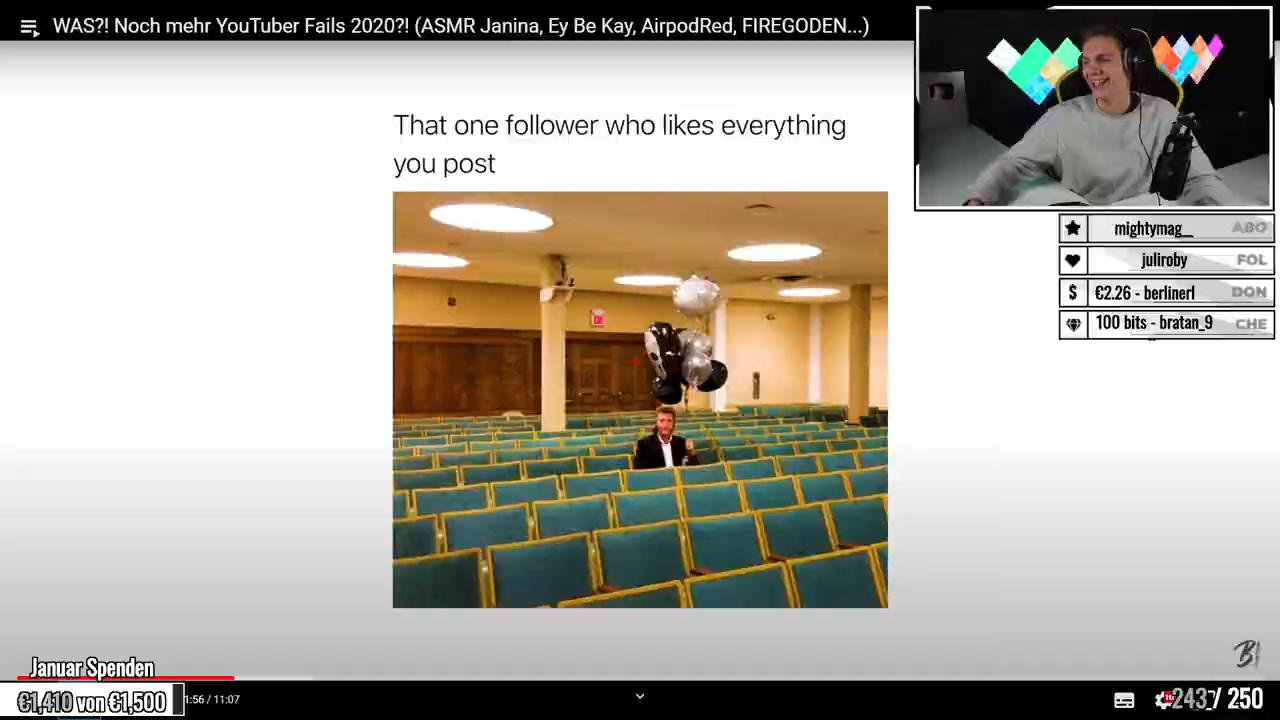 WAS?! Noch mehr YouTuber Fails 2020?! (ASMR Janina, Ey Be Kay, AirpodRed, FIREGODEN...)
That one follower who likes everything
you post
mightymag__ ABO
juliroby FOL
$ €2.26 - berlinerl DON
100 bits - bratan_9 CHE
Januar Spenden
€1,410 von €1,500
1:56 / 11:07
243 / 250